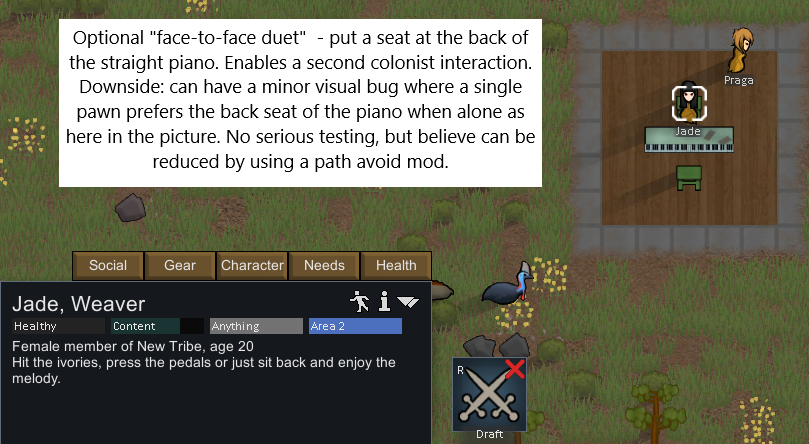 Optional "face-to-face duet"  - put a seat at the back of
the straight piano. Enables a second colonist interaction.
Downside: can have a minor visual bug where a single
pawn prefers the back seat of the piano when alone as
here in the picture. No serious testing, but believe can be
reduced by using a path avoid mod.
Praga
Jade
Social Gear Character Needs Health
Jade, Weaver
Healthy Content Anything Area 2
Female member of New Tribe, age 20
Hit the ivories, press the pedals or just sit back and enjoy the
melody.
R
Draft